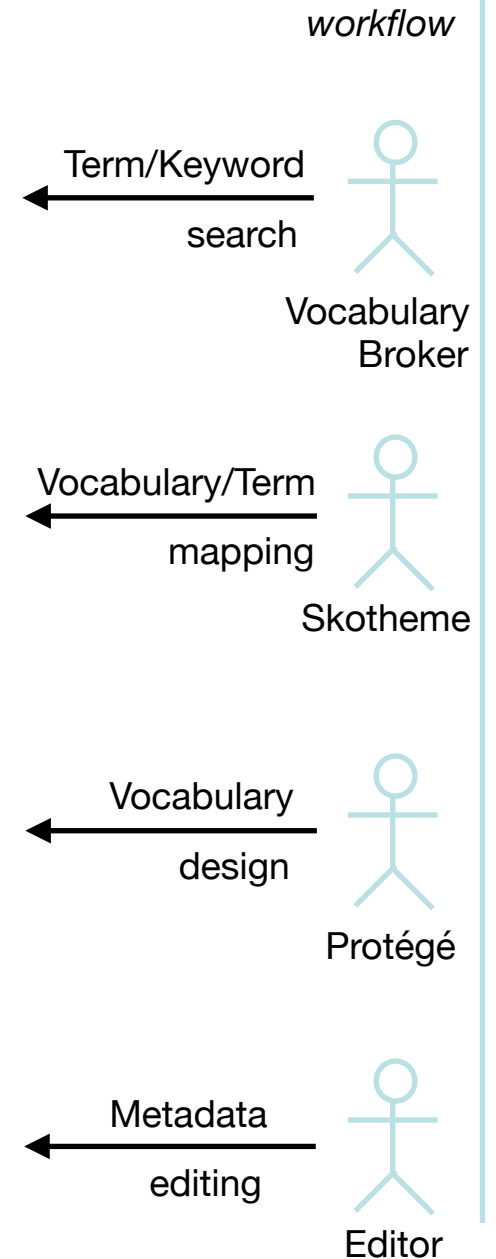 workflow
Term/Keyword
search
Vocabulary
Broker
Vocabulary/Term
mapping
Skotheme
Vocabulary
design
Protégé
Metadata
editing
Editor